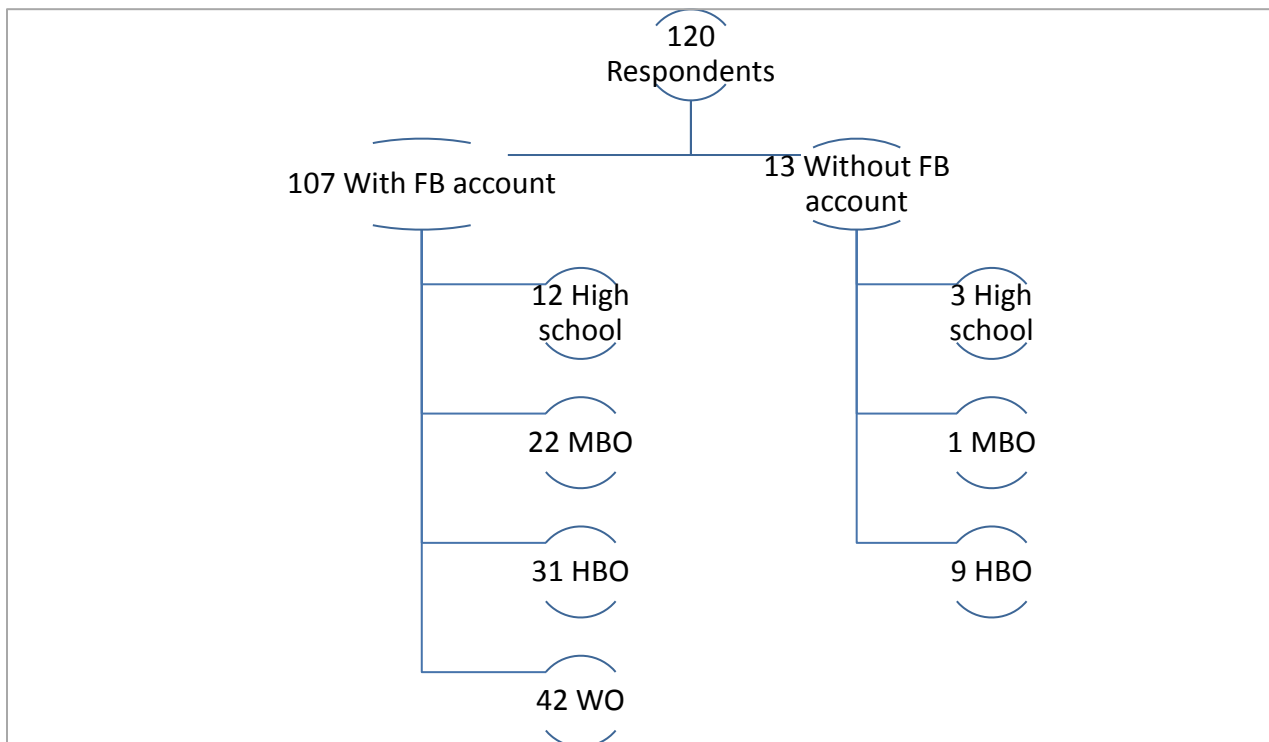 120
Respondents
107 With FB account
13 Without FB
account
12 High
school
22 MBO
31 HBO
42 WO
3 High
school
1 MBO
9 HBO